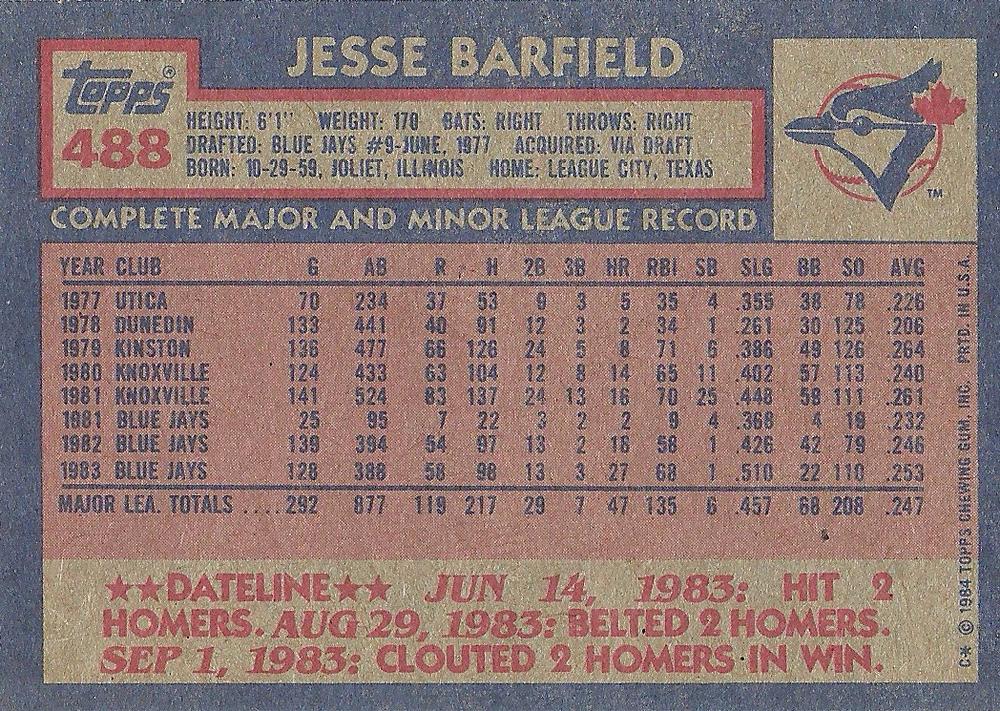 JESSE BARFIELD
Topps®
488
HEIGHT: 6'1" WEIGHT: 170 BATS: RIGHT THROWS: RIGHT
DRAFTED: BLUE JAYS #9-JUNE, 1977 ACQUIRED: VIA DRAFT
BORN: 10-29-59, JOLIET, ILLINOIS HOME: LEAGUE CITY, TEXAS
TM
COMPLETE MAJOR AND MINOR LEAGUE RECORD
YEAR CLUB G AB R H 2B 3B HR RBI SB SLG BB SO AVG
1977 UTICA 70 234 37 53 9 3 5 35 4 .355 38 78 .226
1978 DUNEDIN 133 441 40 91 12 3 2 34 1 .261 30 125 .206
1979 KINSTON 136 477 66 126 24 5 8 71 6 .386 49 126 .264
1980 KNOXVILLE 124 433 63 104 12 8 14 65 11 .402 57 113 .240
1981 KNOXVILLE 141 524 83 137 24 13 16 70 25 .448 58 111 .261
1981 BLUE JAYS 25 95 7 22 3 2 2 9 4 .368 4 19 .232
1982 BLUE JAYS 139 394 54 97 13 2 18 58 1 .426 42 79 .246
1983 BLUE JAYS 128 388 58 98 13 3 27 68 1 .510 22 110 .253
MAJOR LEA. TOTALS ....292 877 119 217 29 7 47 135 6 .457 68 208 .247
★★DATELINE★★ JUN 14, 1983: HIT 2
HOMERS. AUG 29, 1983: BELTED 2 HOMERS.
SEP 1, 1983: CLOUTED 2 HOMERS IN WIN.
C* © 1984 TOPPS CHEWING GUM, INC. PRTD. IN U.S.A.